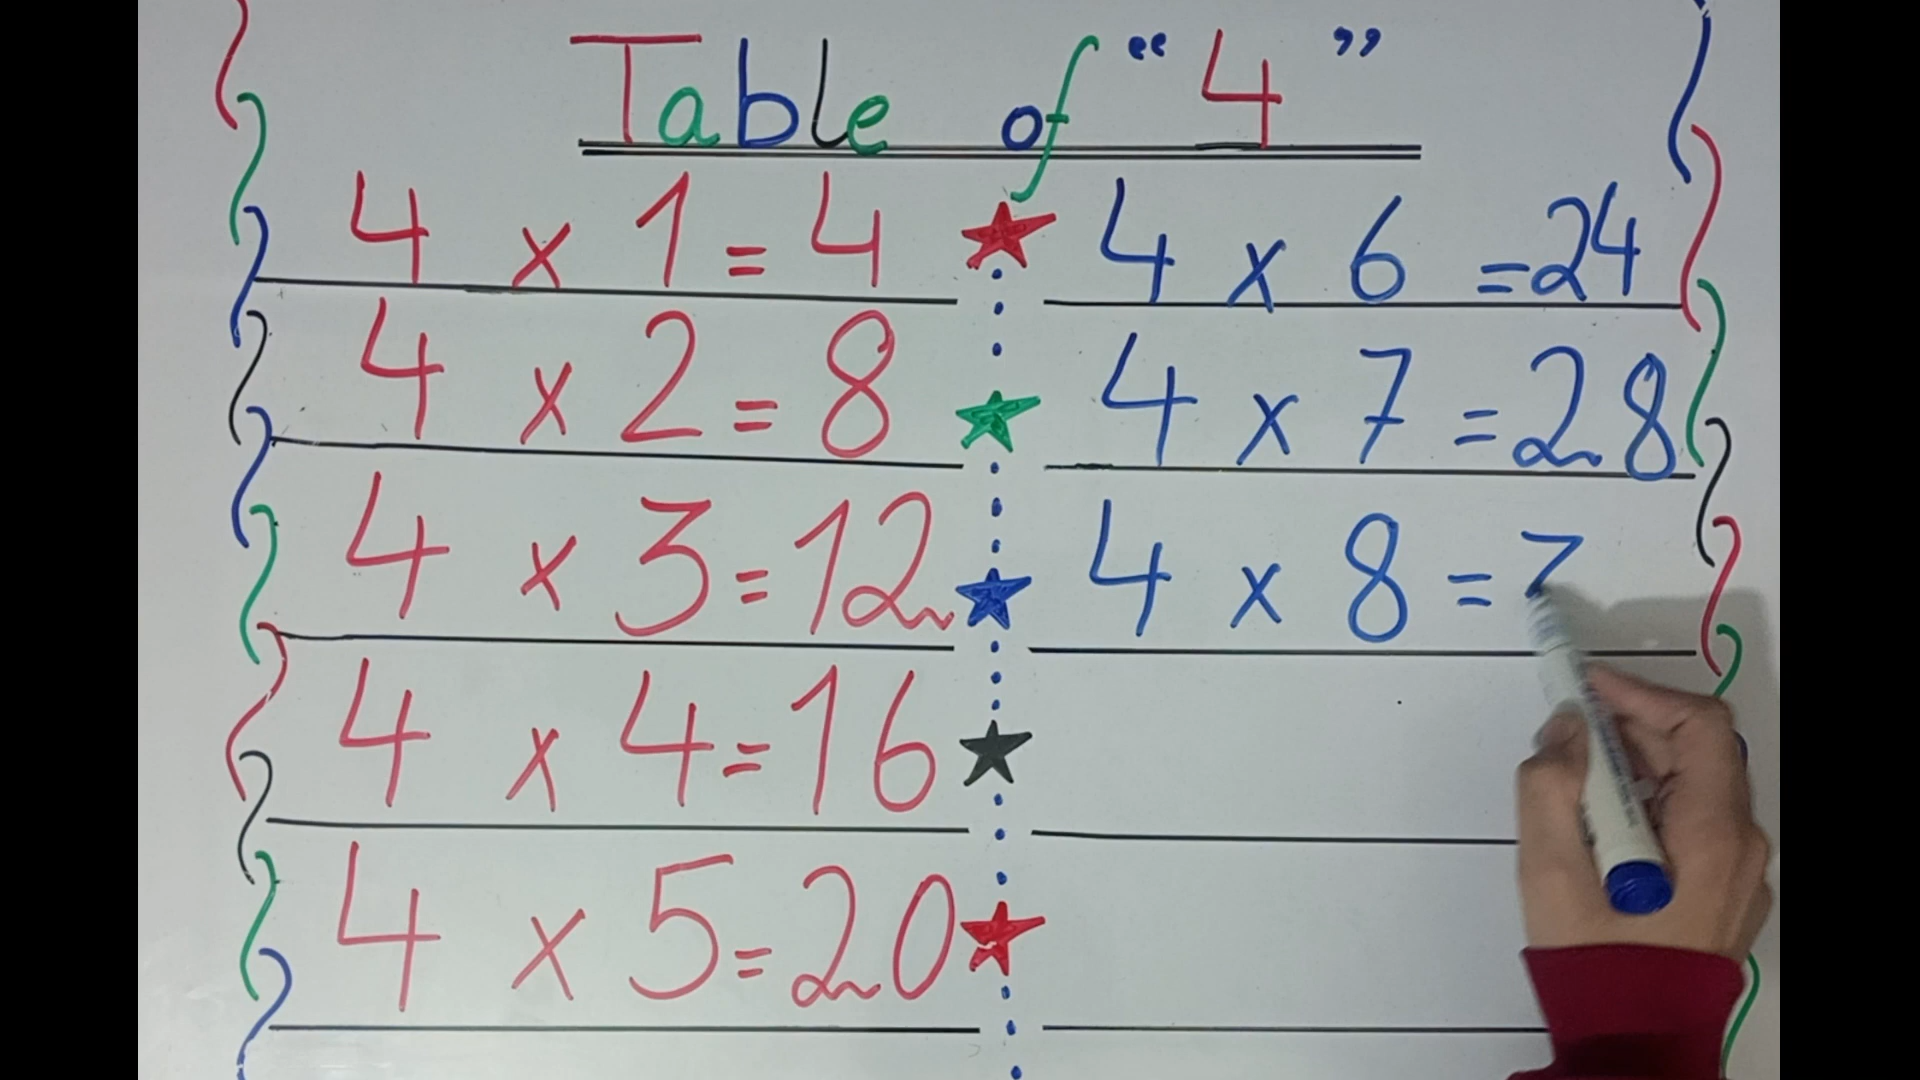 Table of “4”
4 x 1 = 4
4 x 2 = 8
4 x 3 = 12
4 x 4 = 16
4 x 5 = 20
4 x 6 = 24
4 x 7 = 28
4 x 8 =